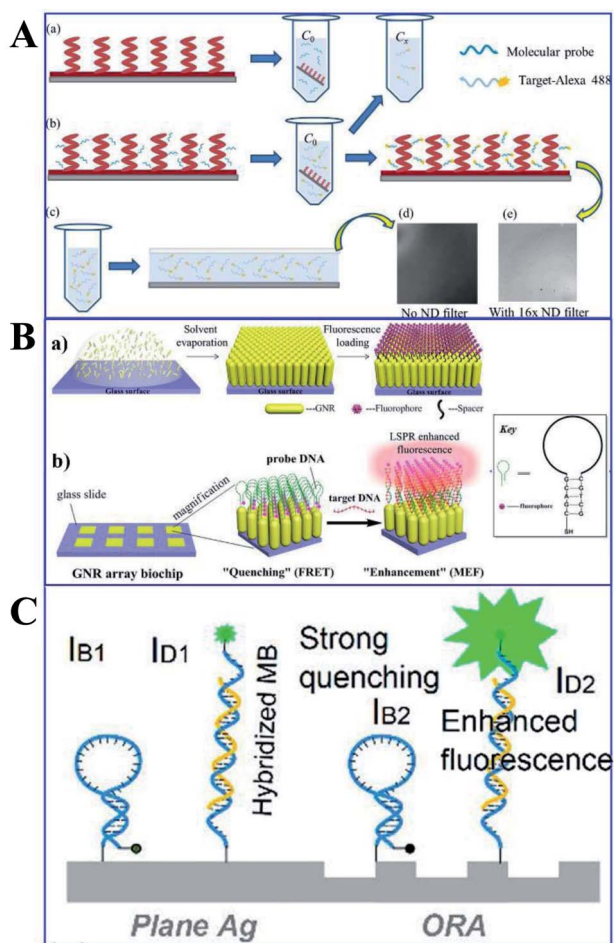 A
(a)
C0
Cx
Molecular probe
Target-Alexa 488
(b)
C0
(c)
(d)
(e)
No ND filter
With 16x ND filter
B
a)
Solvent
evaporation
Fluorescence
loading
Glass surface
Glass surface
Glass surface
---GNR
---Fluorophore
---Spacer
b)
glass slide
magnification
probe DNA
target DNA
LSPR enhanced
fluorescence
GNR array biochip
"Quenching" (FRET)
"Enhancement" (MEF)
Key
---fluorophore
SH
C
IB1
ID1
Hybridized MB
Strong
quenching
IB2
ID2
Enhanced
fluorescence
Plane Ag
ORA